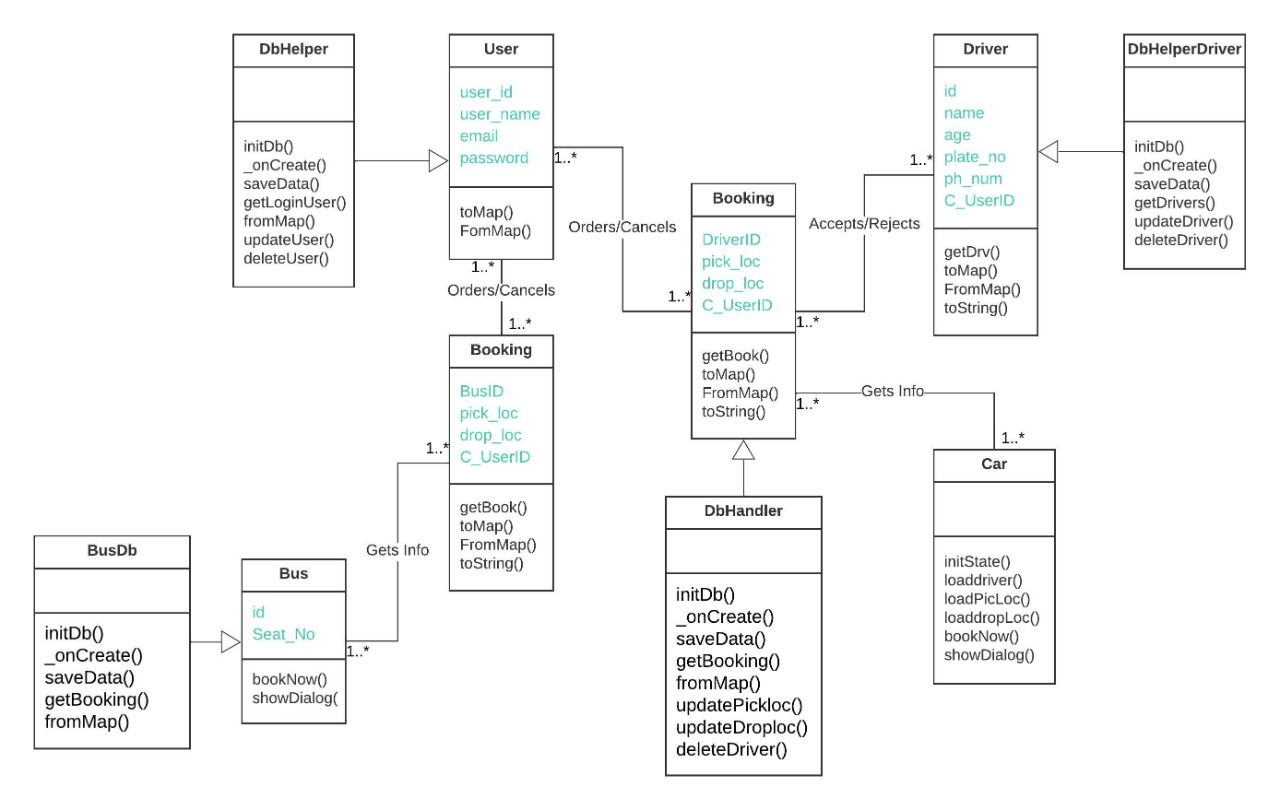 DbHelper
initDb()
_onCreate()
saveData()
getLoginUser()
fromMap()
updateUser()
deleteUser()
User
user_id
user_name
email
password
toMap()
FomMap()
1..*
Orders/Cancels
1..*
1..*
Orders/Cancels
1..*
Booking
DriverID
pick_loc
drop_loc
C_UserID
getBook()
toMap()
FromMap()
toString()
1..*
Accepts/Rejects
1..*
Driver
id
name
age
plate_no
ph_num
C_UserID
getDrv()
toMap()
FromMap()
toString()
DbHelperDriver
initDb()
_onCreate()
saveData()
getDrivers()
updateDriver()
deleteDriver()
Booking
BusID
pick_loc
drop_loc
C_UserID
getBook()
toMap()
FromMap()
toString()
1..*
Gets Info
1..*
1..*
Gets Info
1..*
Car
initState()
loaddriver()
loadPicLoc()
loaddropLoc()
bookNow()
showDialog()
BusDb
initDb()
_onCreate()
saveData()
getBooking()
fromMap()
Bus
id
Seat_No
bookNow()
showDialog(
DbHandler
initDb()
_onCreate()
saveData()
getBooking()
fromMap()
updatePickloc()
updateDroploc()
deleteDriver()